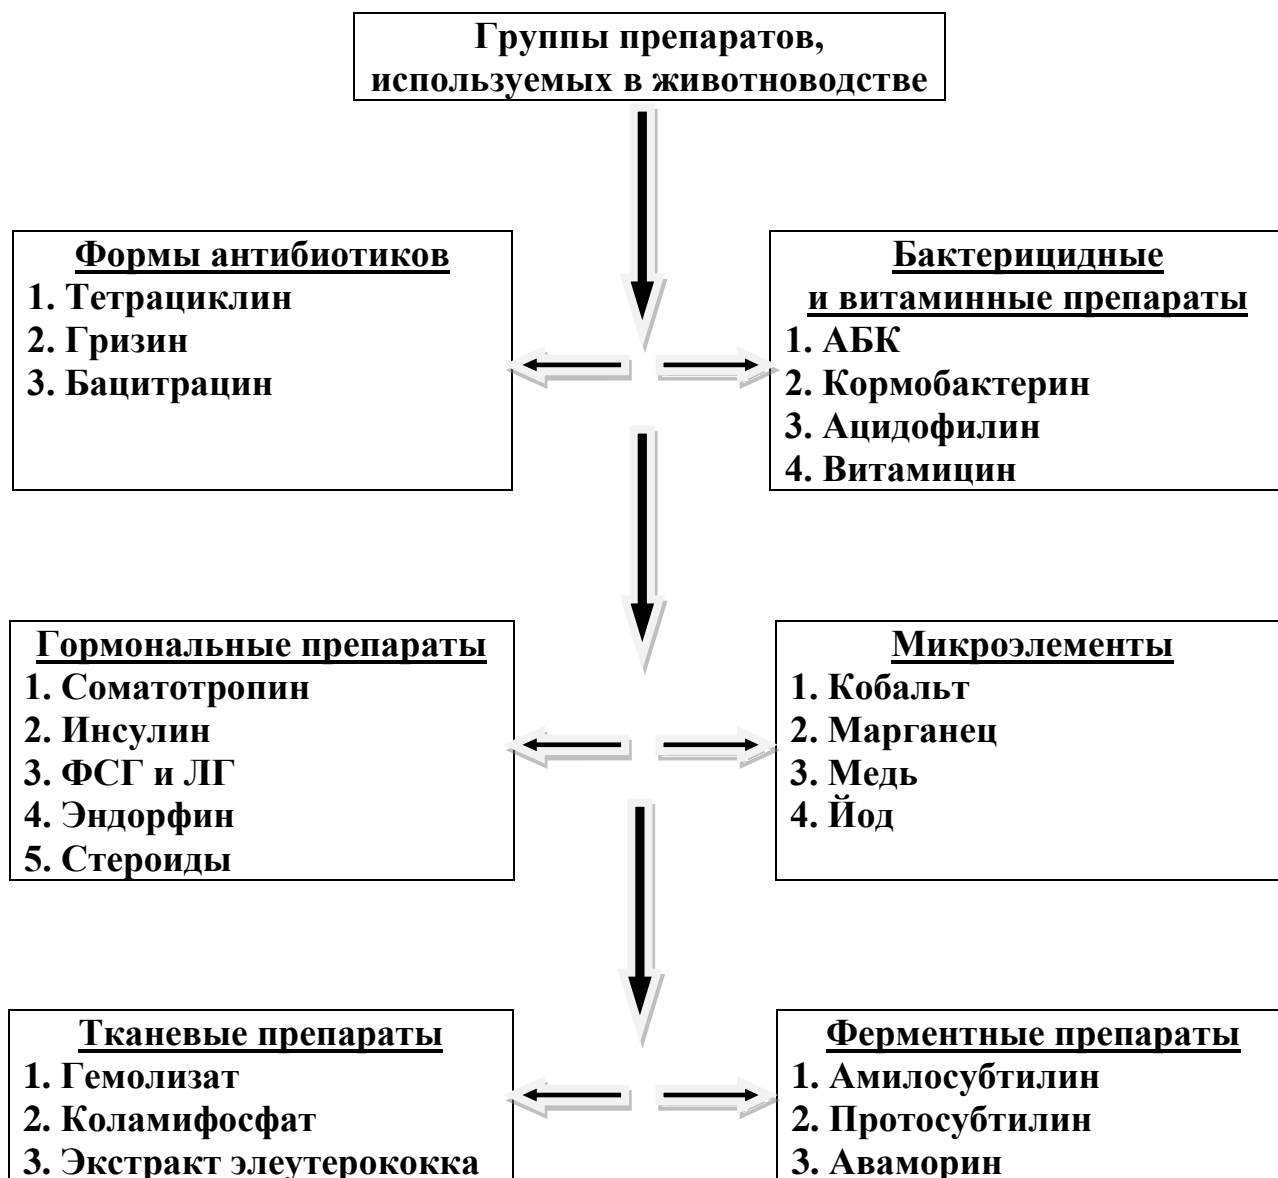 Группы препаратов,
используемых в животноводстве
Формы антибиотиков
1. Тетрациклин
2. Гризин
3. Бацитрацин
Бактерицидные
и витаминные препараты
1. АБК
2. Кормобактерин
3. Ацидофилин
4. Витамицин
Гормональные препараты
1. Соматотропин
2. Инсулин
3. ФСГ и ЛГ
4. Эндорфин
5. Стероиды
Микроэлементы
1. Кобальт
2. Марганец
3. Медь
4. Йод
Тканевые препараты
1. Гемолизат
2. Коламифосфат
3. Экстракт элеутерококка
Ферментные препараты
1. Амилосубтилин
2. Протосубтилин
3. Аваморин